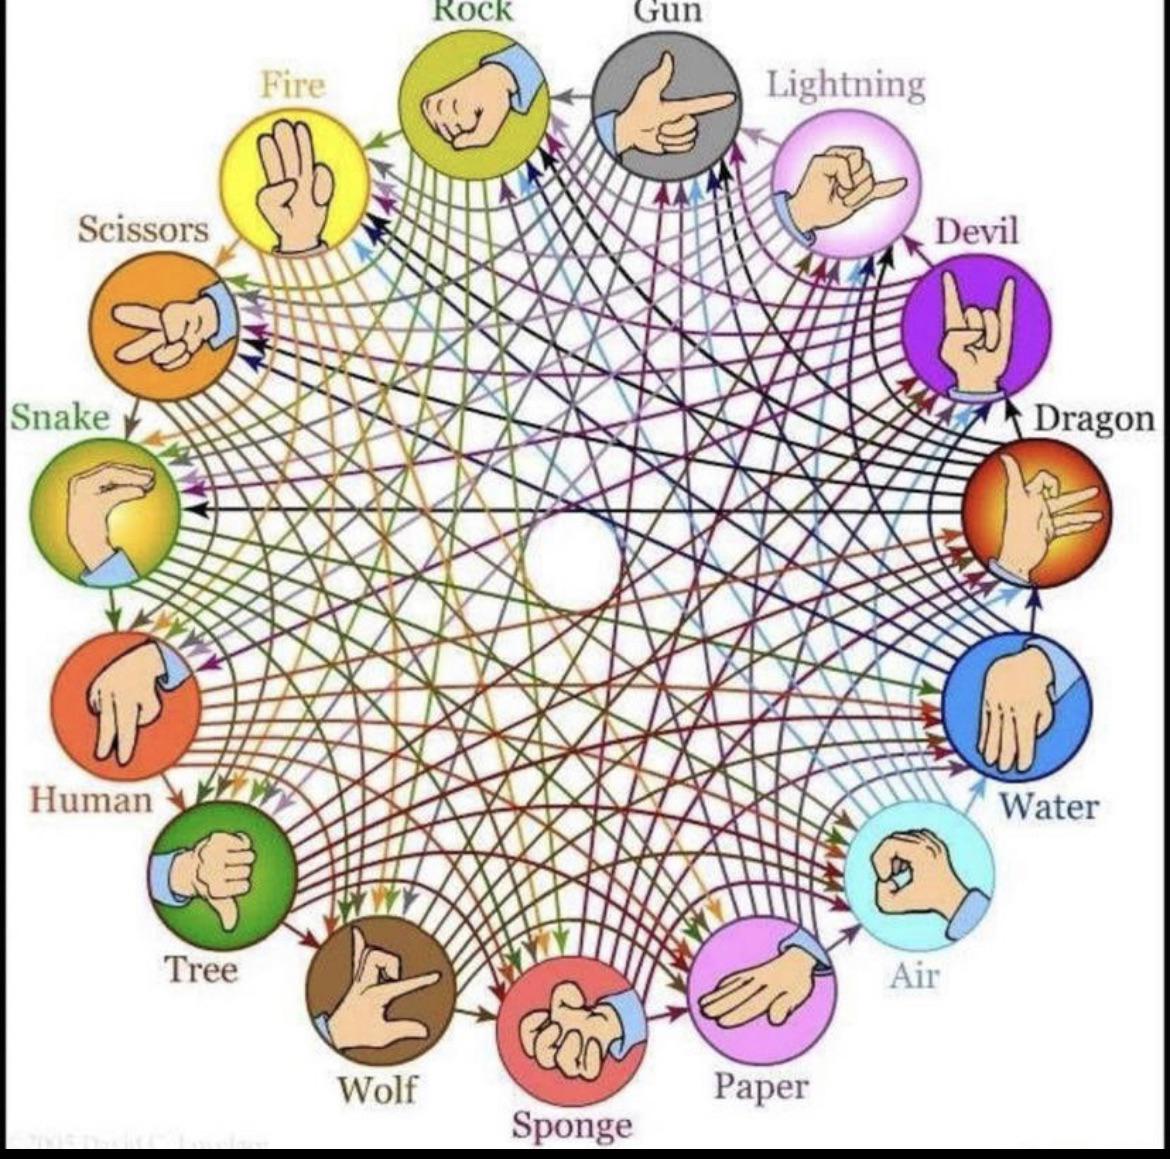 Rock
Gun
Fire
Lightning
Scissors
Devil
Snake
Dragon
Human
Water
Tree
Air
Wolf
Paper
Sponge